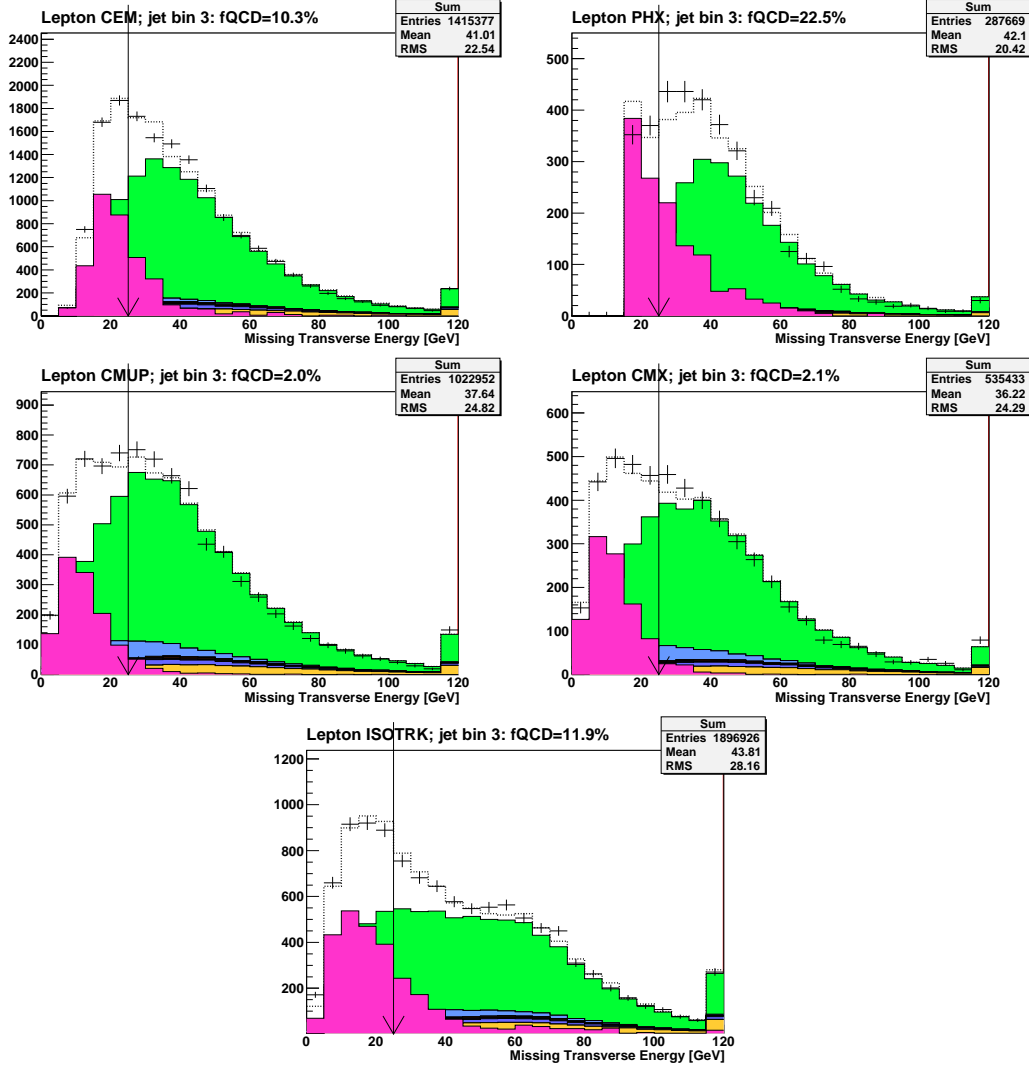 Lepton CEM; jet bin 3: fQCD=10.3%
Sum
Entries 1415377
Mean 41.01
RMS 22.54
2400
2200
2000
1800
1600
1400
1200
1000
800
600
400
200
0
0 20 40 60 80 100 120
Missing Transverse Energy [GeV]
Lepton PHX; jet bin 3: fQCD=22.5%
Sum
Entries 287669
Mean 42.1
RMS 20.42
500
400
300
200
100
0
0 20 40 60 80 100 120
Missing Transverse Energy [GeV]
Lepton CMUP; jet bin 3: fQCD=2.0%
Sum
Entries 1022952
Mean 37.64
RMS 24.82
900
800
700
600
500
400
300
200
100
0
0 20 40 60 80 100 120
Missing Transverse Energy [GeV]
Lepton CMX; jet bin 3: fQCD=2.1%
Sum
Entries 535433
Mean 36.22
RMS 24.29
600
500
400
300
200
100
0
0 20 40 60 80 100 120
Missing Transverse Energy [GeV]
Lepton ISOTRK; jet bin 3: fQCD=11.9%
Sum
Entries 1896926
Mean 43.81
RMS 28.16
1200
1000
800
600
400
200
0 20 40 60 80 100 120
Missing Transverse Energy [GeV]